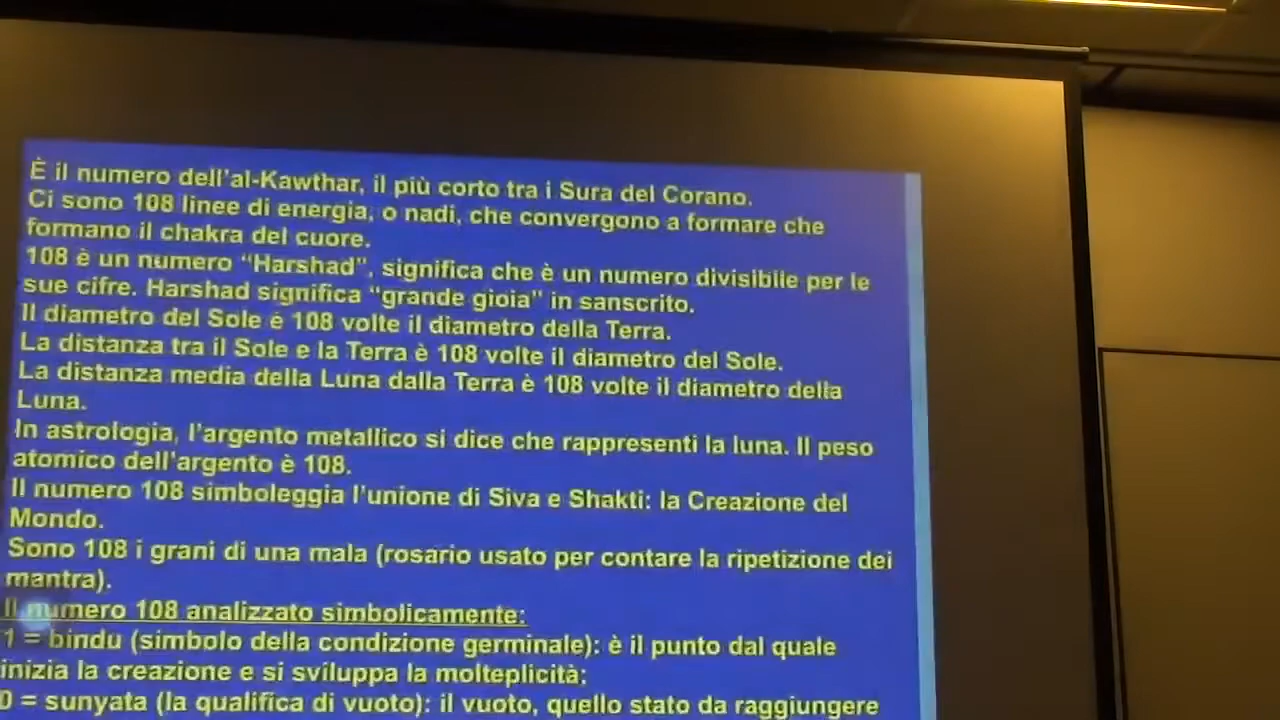 È il numero dell'al-Kawthar, il più corto tra i Sura del Corano.
Ci sono 108 linee di energia, o nadi, che convergono a formare che
formano il chakra del cuore.
108 è un numero “Harshad”, significa che è un numero divisibile per le
sue cifre. Harshad significa “grande gioia” in sanscrito.
Il diametro del Sole è 108 volte il diametro della Terra.
La distanza tra il Sole e la Terra è 108 volte il diametro del Sole.
La distanza media della Luna dalla Terra è 108 volte il diametro della
Luna.
In astrologia, l'argento metallico si dice che rappresenti la luna. Il peso
atomico dell'argento è 108.
Il numero 108 simboleggia l'unione di Siva e Shakti: la Creazione del
Mondo.
Sono 108 i grani di una mala (rosario usato per contare la ripetizione dei
mantra).
Il numero 108 analizzato simbolicamente:
1 = bindu (simbolo della condizione germinale): è il punto dal quale
inizia la creazione e si sviluppa la molteplicità;
0 = sunyata (la qualifica di vuoto): il vuoto, quello stato da raggiungere